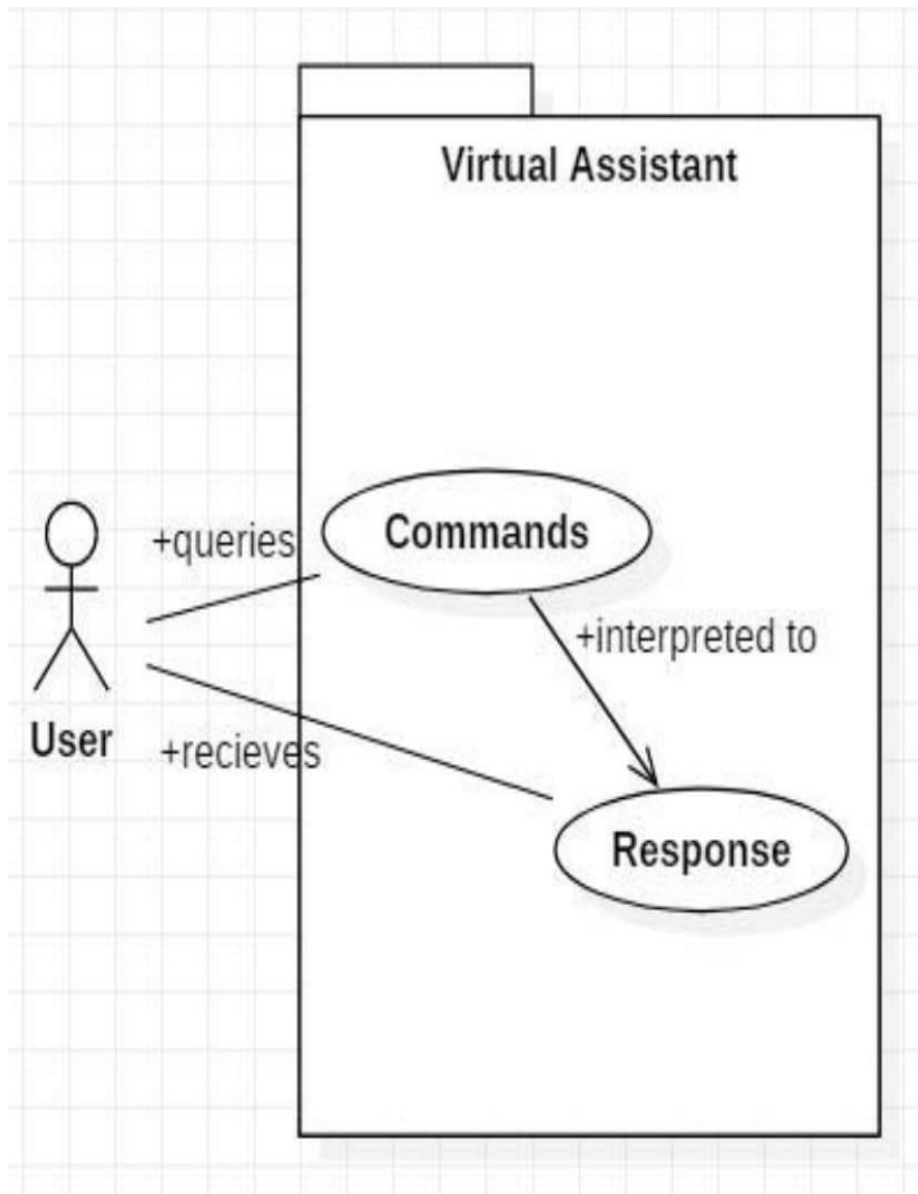 Virtual Assistant
+queries
Commands
+interpreted to
User
+recieves
Response